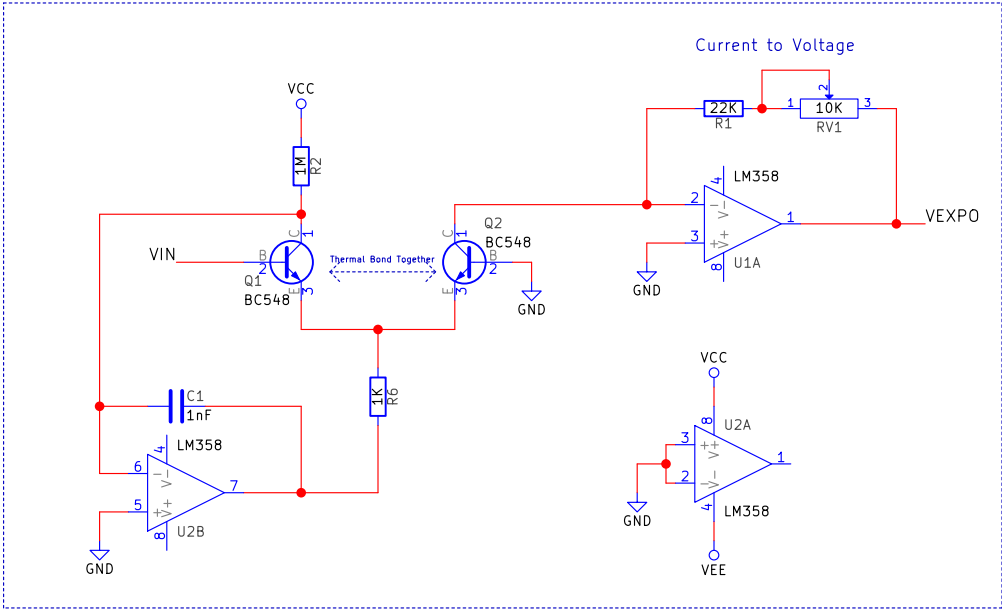 Current to Voltage
VCC
2
22K
1
10K
3
R1
RV1
1M
R2
4
LM358
2
−
V-
1
VEXPO
3
+
V+
8
U1A
GND
C
1
VIN
B
2
Q1
BC548
E
3
Thermal Bond Together
C
1
Q2
BC548
B
2
E
3
GND
VCC
8
U2A
3
+
V+
1
2
−
V-
4
LM358
GND
VEE
1K
R6
C1
1nF
4
LM358
6
−
V-
7
5
+
V+
8
U2B
GND